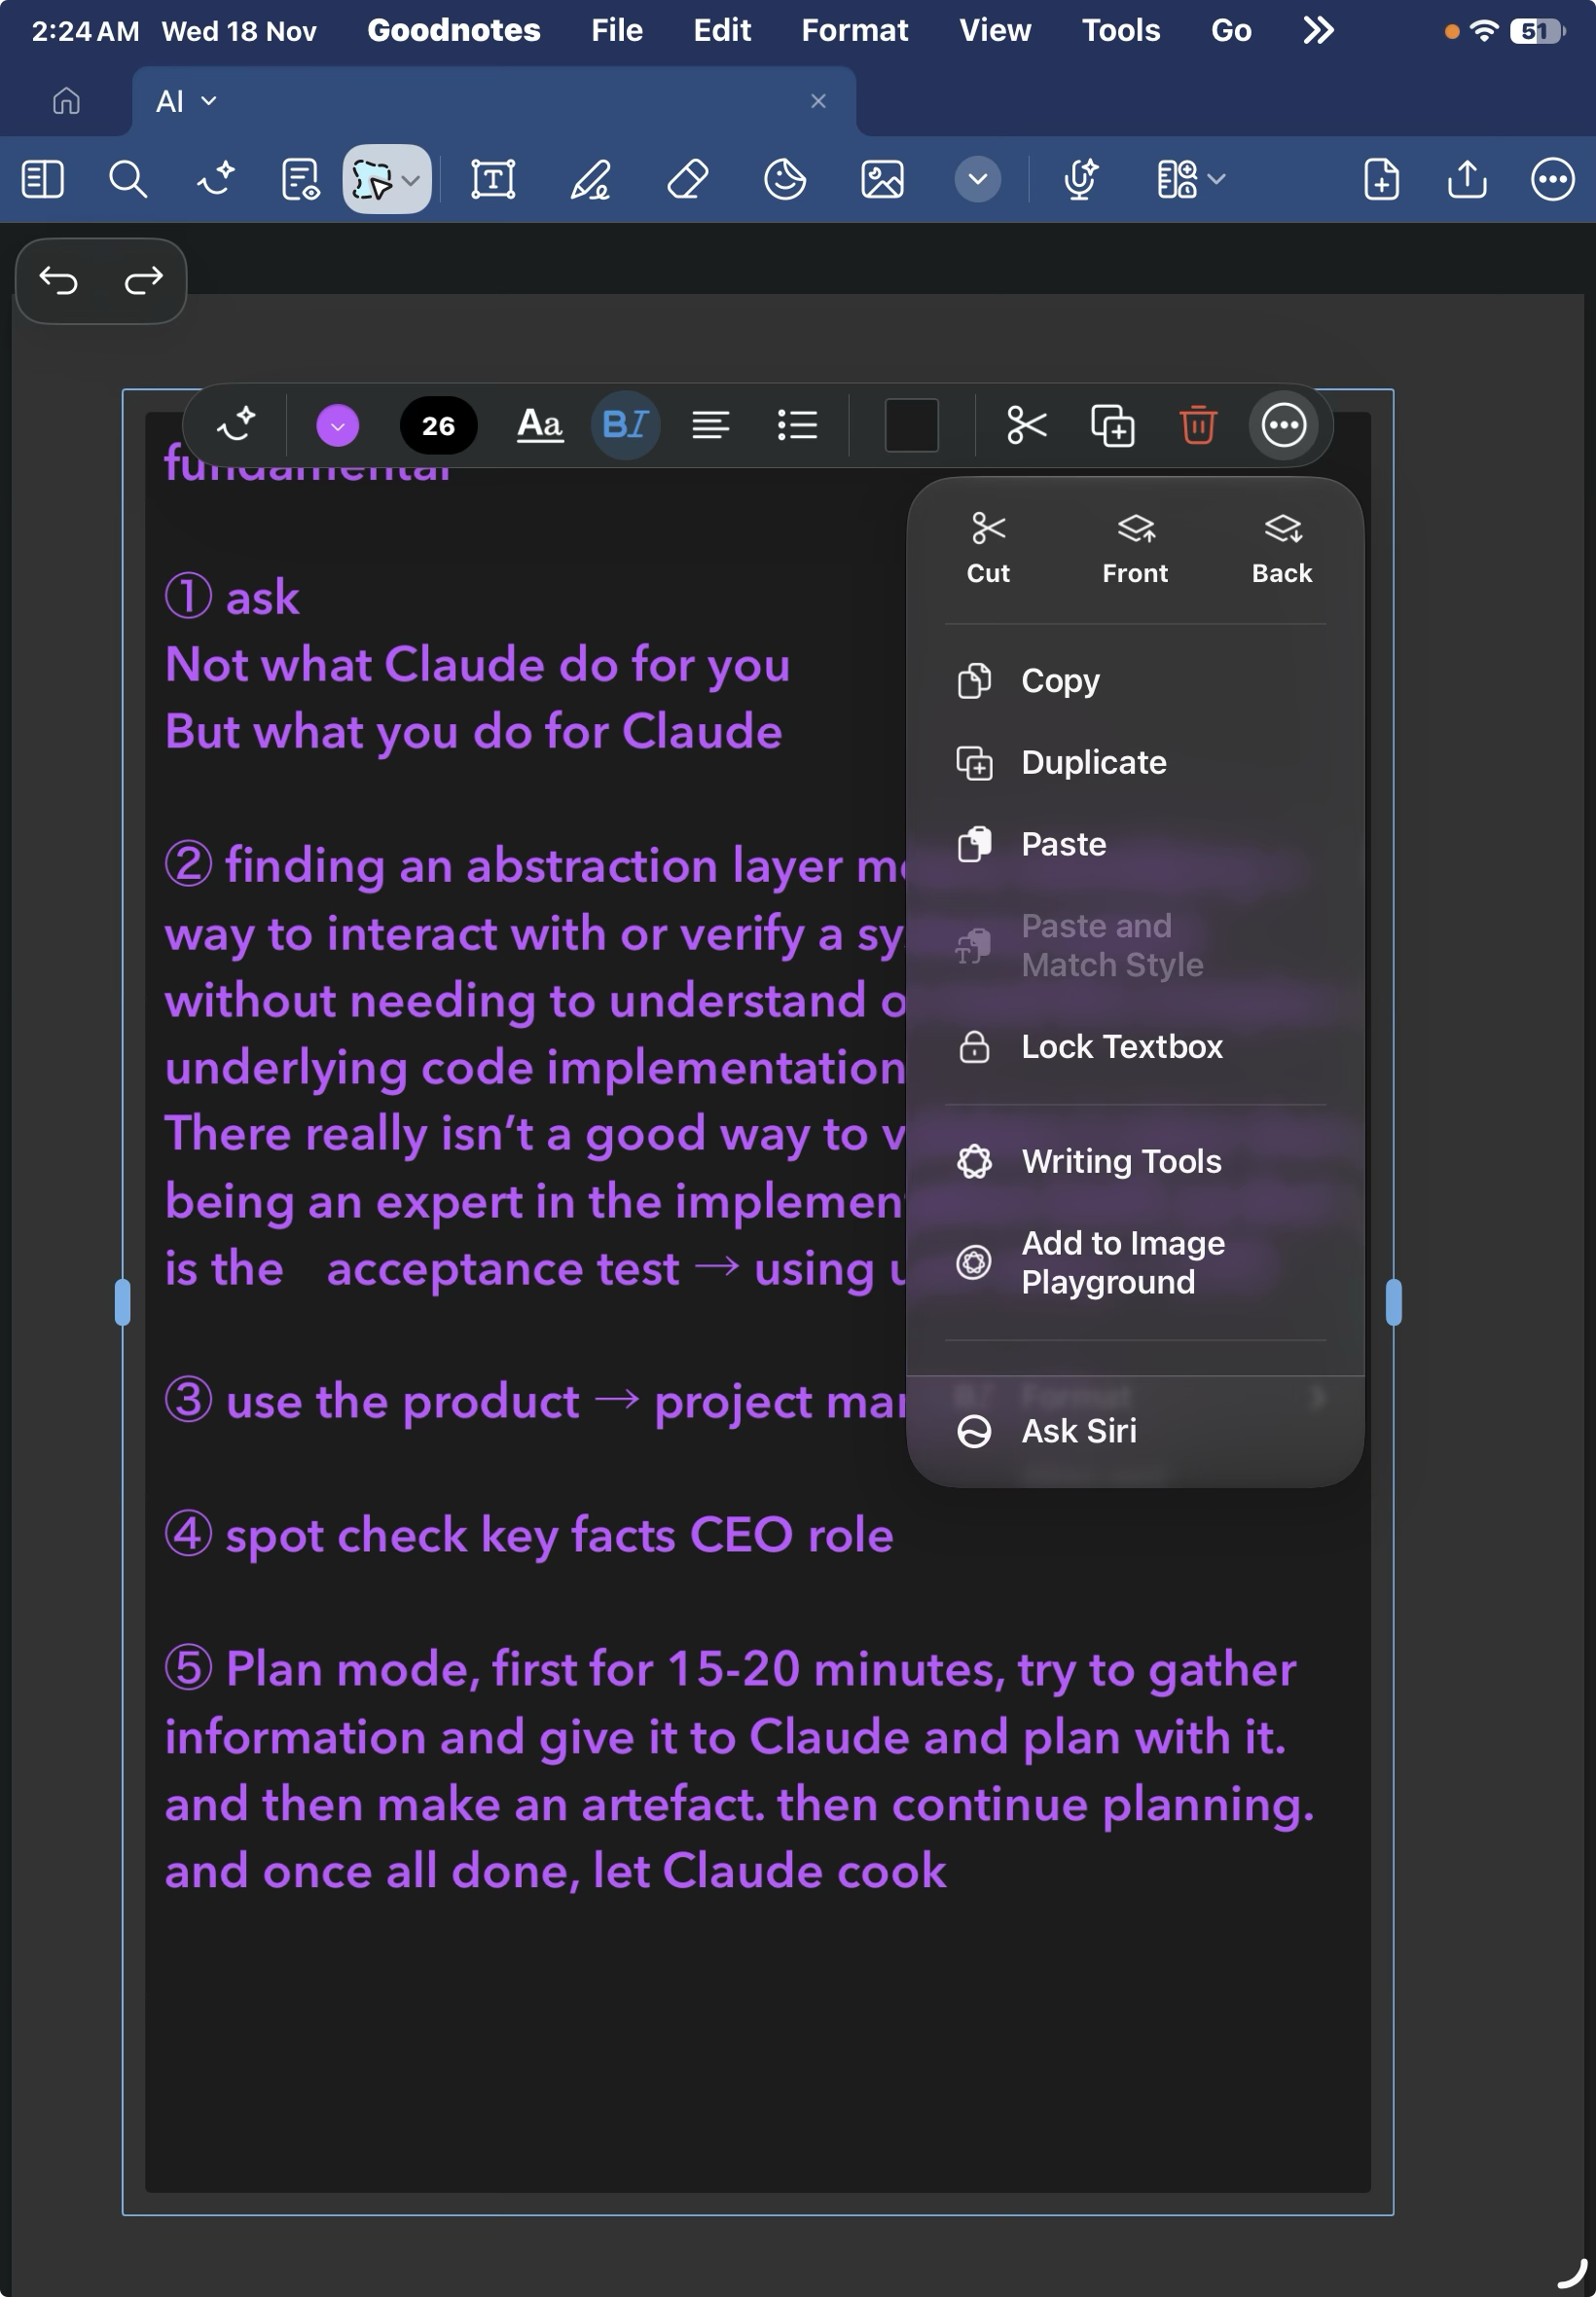 2:24 AM Wed 18 Nov Goodnotes File Edit Format View Tools Go 51
AI
26 Aa BI
fundamental
Cut Front Back
① ask
Not what Claude do for you
But what you do for Claude
Copy
Duplicate
Paste
Paste and
Match Style
Lock Textbox
Writing Tools
Add to Image
Playground
Format
Ask Siri
② finding an abstraction layer
way to interact with or verify a
without needing to understand
underlying code implementation
There really isn’t a good way to
being an expert in the
is the acceptance test → using
③ use the product → project
④ spot check key facts CEO role
⑤ Plan mode, first for 15-20 minutes, try to gather
information and give it to Claude and plan with it.
and then make an artefact. then continue planning.
and once all done, let Claude cook